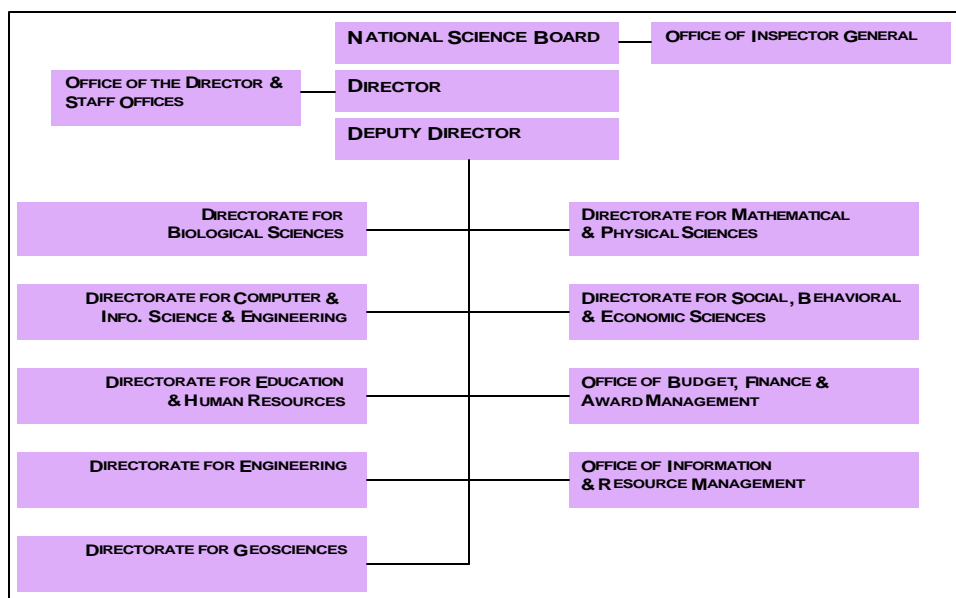 NATIONAL SCIENCE BOARD
OFFICE OF INSPECTOR GENERAL
OFFICE OF THE DIRECTOR &
STAFF OFFICES
DIRECTOR
DEPUTY DIRECTOR
DIRECTORATE FOR
BIOLOGICAL SCIENCES
DIRECTORATE FOR MATHEMATICAL
& PHYSICAL SCIENCES
DIRECTORATE FOR COMPUTER &
INFO. SCIENCE & ENGINEERING
DIRECTORATE FOR SOCIAL, BEHAVIORAL
& ECONOMIC SCIENCES
DIRECTORATE FOR EDUCATION
& HUMAN RESOURCES
OFFICE OF BUDGET, FINANCE &
AWARD MANAGEMENT
DIRECTORATE FOR ENGINEERING
OFFICE OF INFORMATION
& RESOURCE MANAGEMENT
DIRECTORATE FOR GEOSCIENCES